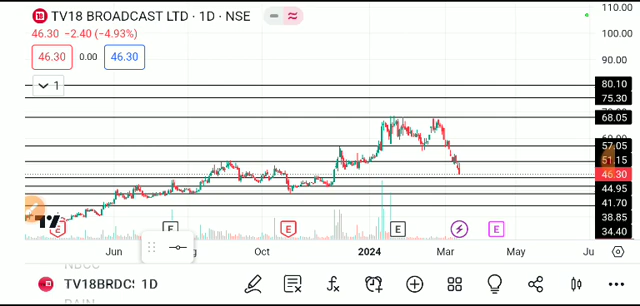 TV18 BROADCAST LTD · 1D · NSE
46.30 −2.40 (−4.93%)
46.30 0.00 46.30
1
110.00
100.00
90.00
80.10
75.30
68.05
57.05
51.15
46.30
44.95
41.70
38.85
34.40
E E E E E
Jun Oct 2024 Mar May Ju
TV18BRDCS 1D